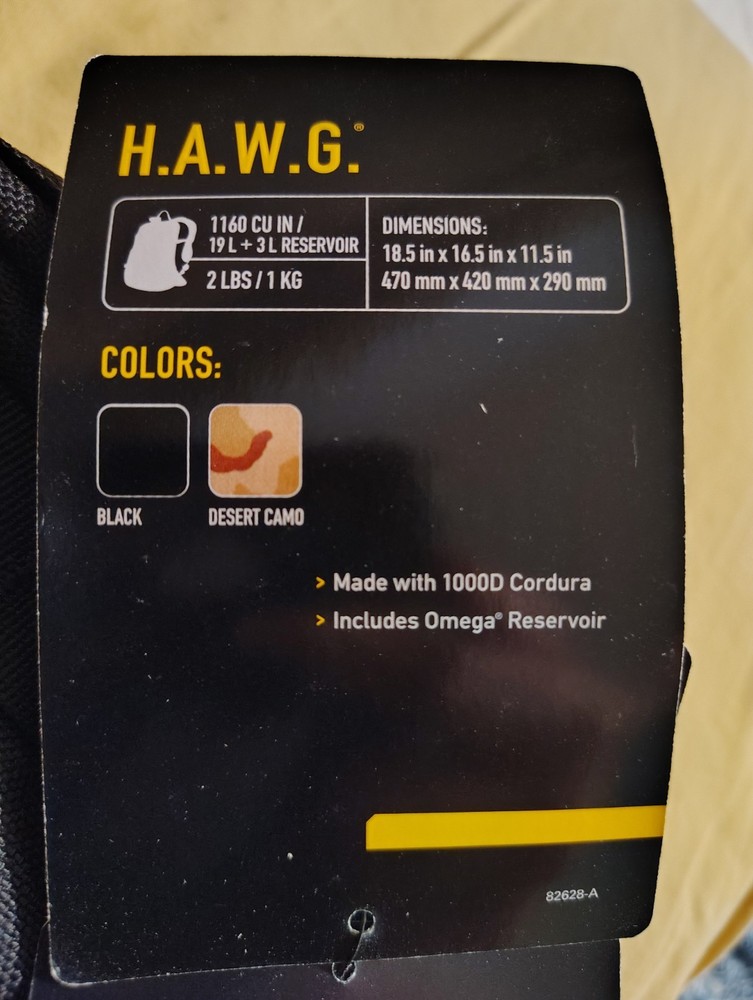 H.A.W.G.®
1160 CU IN /
19 L + 3 L RESERVOIR
2 LBS / 1 KG
DIMENSIONS:
18.5 in x 16.5 in x 11.5 in
470 mm x 420 mm x 290 mm
COLORS:
BLACK
DESERT CAMO
> Made with 1000D Cordura
> Includes Omega® Reservoir
82628-A